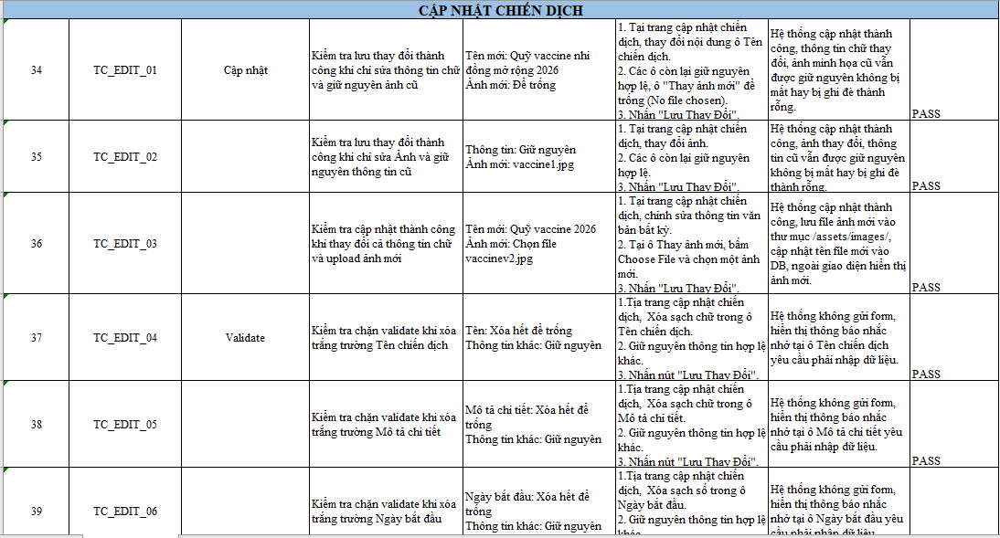 CẬP NHẬT CHIẾN DỊCH
34
TC_EDIT_01
Cập nhật
Kiểm tra lưu thay đổi thành
công khi chỉ sửa thông tin chữ
và giữ nguyên ảnh cũ
Tên mới: Quỹ vaccine nhi
đồng mở rộng 2026
Ảnh mới: Để trống
1. Tại trang cập nhật chiến
dịch, thay đổi nội dung ô Tên
chiến dịch.
2. Các ô còn lại giữ nguyên
hợp lệ, ô "Thay ảnh mới" để
trống (No file chosen).
3. Nhấn "Lưu Thay Đổi".
Hệ thống cập nhật thành
công, thông tin chữ thay
đổi, ảnh minh họa cũ vẫn
được giữ nguyên không bị
mất hay bị ghi đè thành
rỗng.
PASS
35
TC_EDIT_02
Kiểm tra lưu thay đổi thành
công khi chỉ sửa Ảnh và giữ
nguyên thông tin cũ
Thông tin: Giữ nguyên
Ảnh mới: vaccine1.jpg
1. Tại trang cập nhật chiến
dịch, thay đổi ảnh.
2. Các ô còn lại giữ nguyên
hợp lệ.
3. Nhấn "Lưu Thay Đổi".
Hệ thống cập nhật thành
công, ảnh thay đổi, thông
tin cũ vẫn được giữ nguyên
không bị mất hay bị ghi đè
thành rỗng.
PASS
36
TC_EDIT_03
Kiểm tra cập nhật thành công
khi thay đổi cả thông tin chữ
và upload ảnh mới
Tên mới: Quỹ vaccine 2026
Ảnh mới: Chọn file
vaccinev2.jpg
1. Tại trang cập nhật chiến
dịch, chỉnh sửa thông tin văn
bản bất kỳ.
2. Tại ô Thay ảnh mới, bấm
Choose File và chọn một ảnh
mới.
3. Nhấn "Lưu Thay Đổi".
Hệ thống cập nhật thành
công, lưu file ảnh mới vào
thư mục /assets/images/,
cập nhật tên file mới vào
DB, ngoài giao diện hiển thị
ảnh mới.
PASS
37
TC_EDIT_04
Validate
Kiểm tra chặn validate khi xóa
trắng trường Tên chiến dịch
Tên: Xóa hết để trống
Thông tin khác: Giữ nguyên
1.Tịa trang cập nhật chiến
dịch,  Xóa sạch chữ trong ô
Tên chiến dịch.
2. Giữ nguyên thông tin hợp lệ
khác.
3. Nhấn nút "Lưu Thay Đổi".
Hệ thống không gửi form,
hiển thị thông báo nhắc
nhở tại ô Tên chiến dịch
yêu cầu phải nhập dữ liệu.
PASS
38
TC_EDIT_05
Kiểm tra chặn validate khi xóa
trắng trường Mô tả chi tiết
Mô tả chi tiết: Xóa hết để
trống
Thông tin khác: Giữ nguyên
1.Tịa trang cập nhật chiến
dịch,  Xóa sạch chữ trong ô
Mô tả chi tiết.
2. Giữ nguyên thông tin hợp lệ
khác.
3. Nhấn nút "Lưu Thay Đổi".
Hệ thống không gửi form,
hiển thị thông báo nhắc
nhở tại ô Mô tả chi tiết yêu
cầu phải nhập dữ liệu.
PASS
39
TC_EDIT_06
Kiểm tra chặn validate khi xóa
trắng trường Ngày bắt đầu
Ngày bắt đầu: Xóa hết để
trống
Thông tin khác: Giữ nguyên
1.Tịa trang cập nhật chiến
dịch,  Xóa sạch số trong ô
Ngày bắt đầu.
2. Giữ nguyên thông tin hợp lệ
khác.
Hệ thống không gửi form,
hiển thị thông báo nhắc
nhở tại ô Ngày bắt đầu yêu
cầu phải nhập dữ liệu.